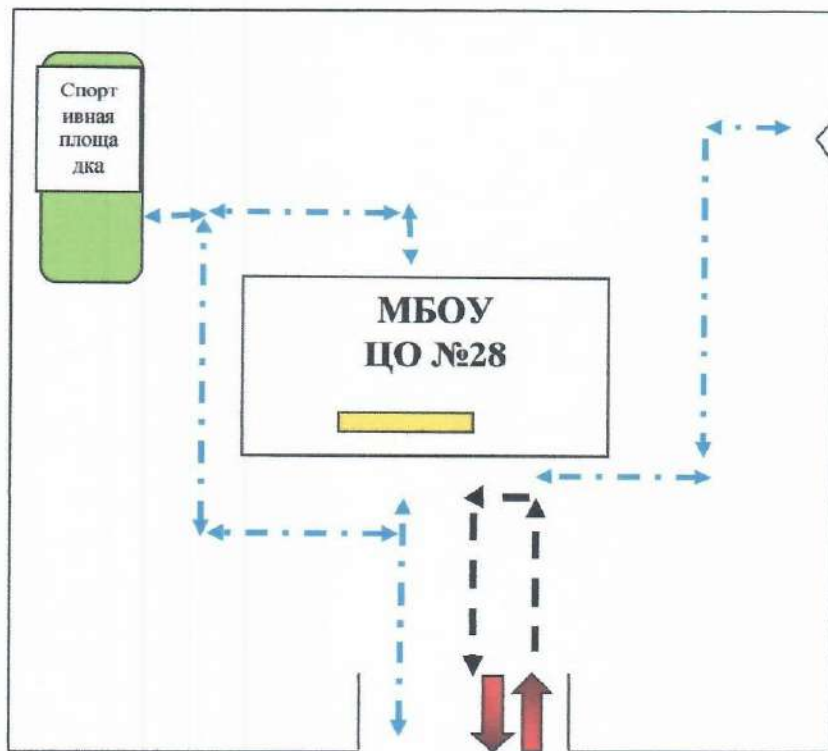 Спорт
ивная
площа
дка
МБОУ
ЦО №28